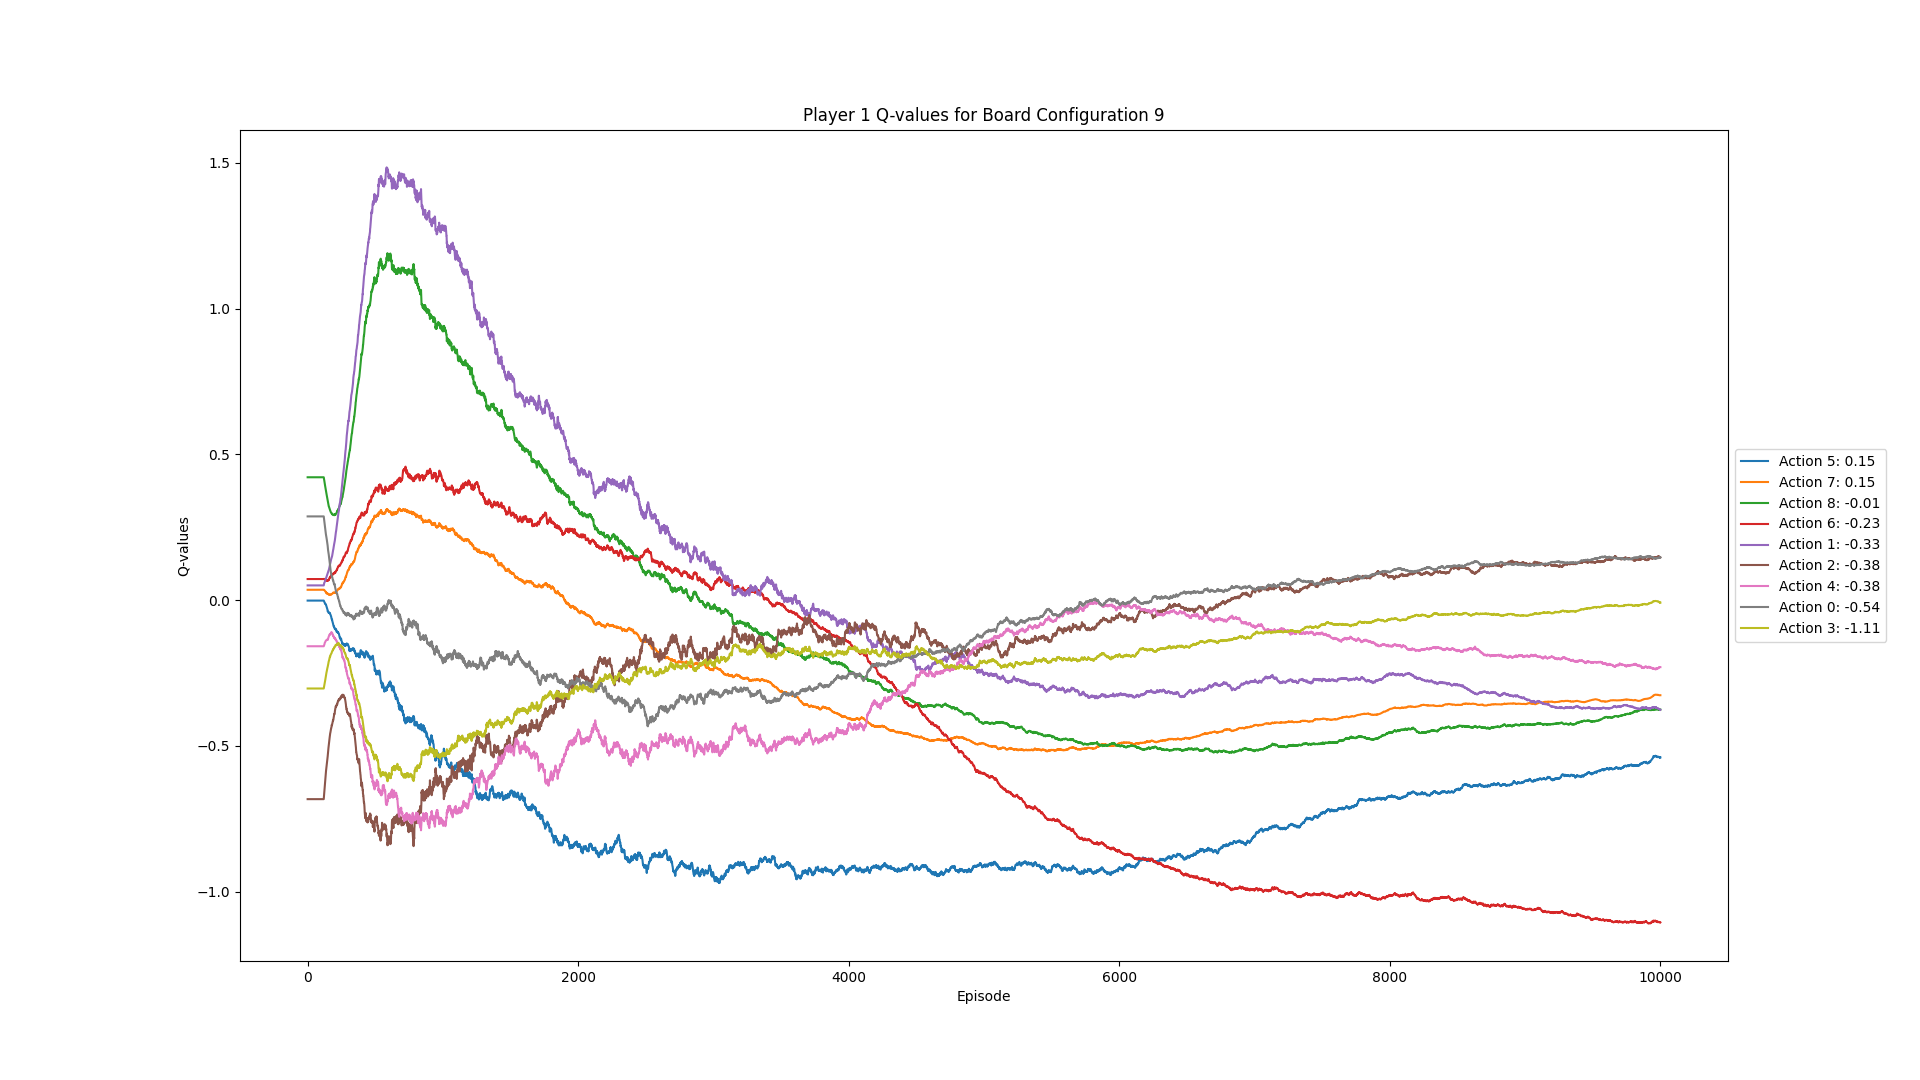 Player 1 Q-values for Board Configuration 9
1.5
1.0
0.5
0.0
−0.5
−1.0
Q-values
0
2000
4000
6000
8000
10000
Episode
Action 5: 0.15
Action 7: 0.15
Action 8: -0.01
Action 6: -0.23
Action 1: -0.33
Action 2: -0.38
Action 4: -0.38
Action 0: -0.54
Action 3: -1.11